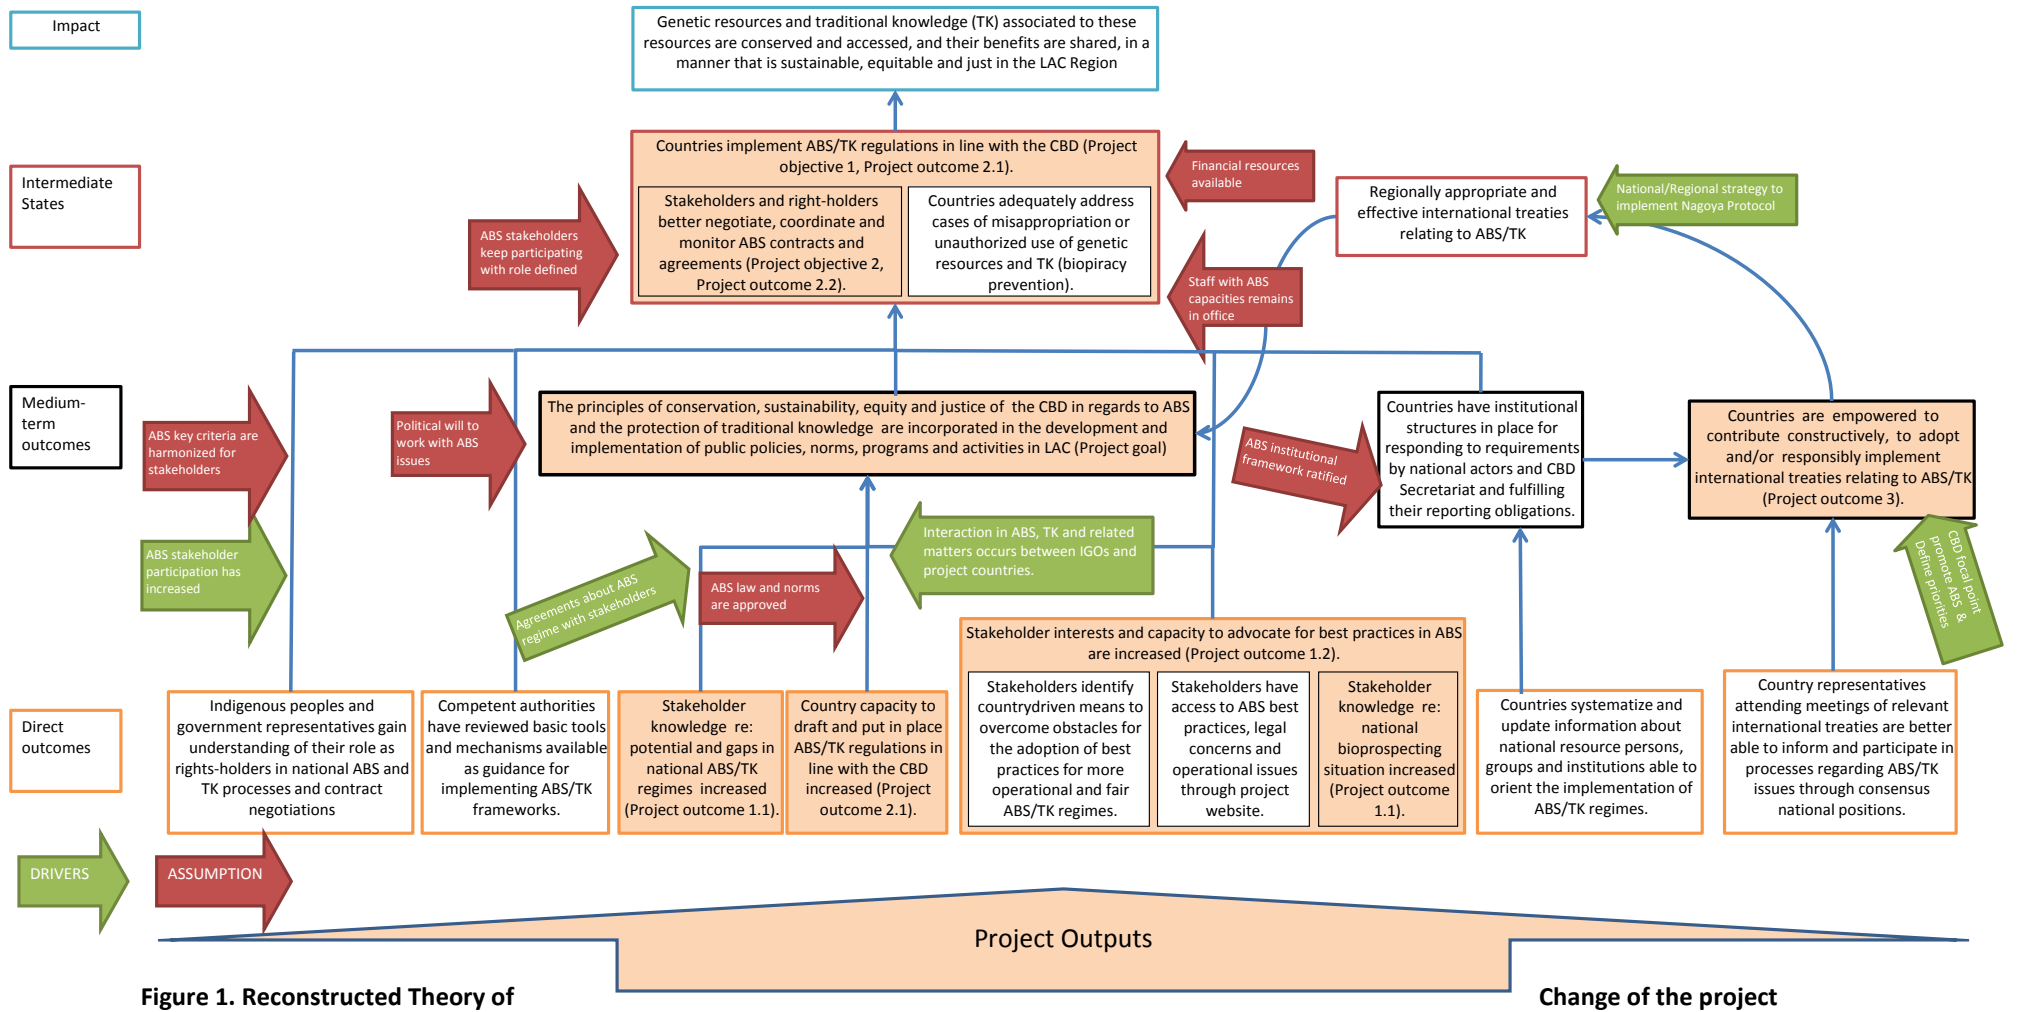 Impact
Genetic resources and traditional knowledge (TK) associated to these
resources are conserved and accessed, and their benefits are shared, in a
manner that is sustainable, equitable and just in the LAC Region
Intermediate
States
Countries implement ABS/TK regulations in line with the CBD (Project
objective 1, Project outcome 2.1).
Stakeholders and right-holders
better negotiate, coordinate and
monitor ABS contracts and
agreements (Project objective 2,
Project outcome 2.2).
Countries adequately address
cases of misappropriation or
unauthorized use of genetic
resources and TK (biopiracy
prevention).
ABS stakeholders
keep participating
with role defined
Financial resources
available
Staff with ABS
capacities remains
in office
Regionally appropriate and
effective international treaties
relating to ABS/TK
National/Regional strategy to
implement Nagoya Protocol
Medium-
term
outcomes
ABS key criteria are
harmonized for
stakeholders
ABS stakeholder
participation has
increased
Political will to
work with ABS
issues
The principles of conservation, sustainability, equity and justice of the CBD in regards to ABS
and the protection of traditional knowledge are incorporated in the development and
implementation of public policies, norms, programs and activities in LAC (Project goal)
ABS institutional
framework ratified
Countries have institutional
structures in place for
responding to requirements
by national actors and CBD
Secretariat and fulfilling
their reporting obligations.
Countries are empowered to
contribute constructively, to adopt
and/or responsibly implement
international treaties relating to ABS/TK
(Project outcome 3).
Agreements about ABS
regime with stakeholders
ABS law and norms
are approved
Interaction in ABS, TK and related
matters occurs between IGOs and
project countries.
CBD focal point
promote ABS &
Define priorities
Direct
outcomes
Indigenous peoples and
government representatives gain
understanding of their role as
rights-holders in national ABS and
TK processes and contract
negotiations
Competent authorities
have reviewed basic tools
and mechanisms available
as guidance for
implementing ABS/TK
frameworks.
Stakeholder
knowledge re:
potential and gaps in
national ABS/TK
regimes increased
(Project outcome 1.1).
Country capacity to
draft and put in place
ABS/TK regulations in
line with the CBD
increased (Project
outcome 2.1).
Stakeholder interests and capacity to advocate for best practices in ABS
are increased (Project outcome 1.2).
Stakeholders identify
countrydriven means to
overcome obstacles for
the adoption of best
practices for more
operational and fair
ABS/TK regimes.
Stakeholders have
access to ABS best
practices, legal
concerns and
operational issues
through project
website.
Stakeholder
knowledge re:
national
bioprospecting
situation increased
(Project outcome
1.1).
Countries systematize and
update information about
national resource persons,
groups and institutions able to
orient the implementation of
ABS/TK regimes.
Country representatives
attending meetings of relevant
international treaties are better
able to inform and participate in
processes regarding ABS/TK
issues through consensus
national positions.
DRIVERS
ASSUMPTION
Project Outputs
Figure 1. Reconstructed Theory of Change of the project